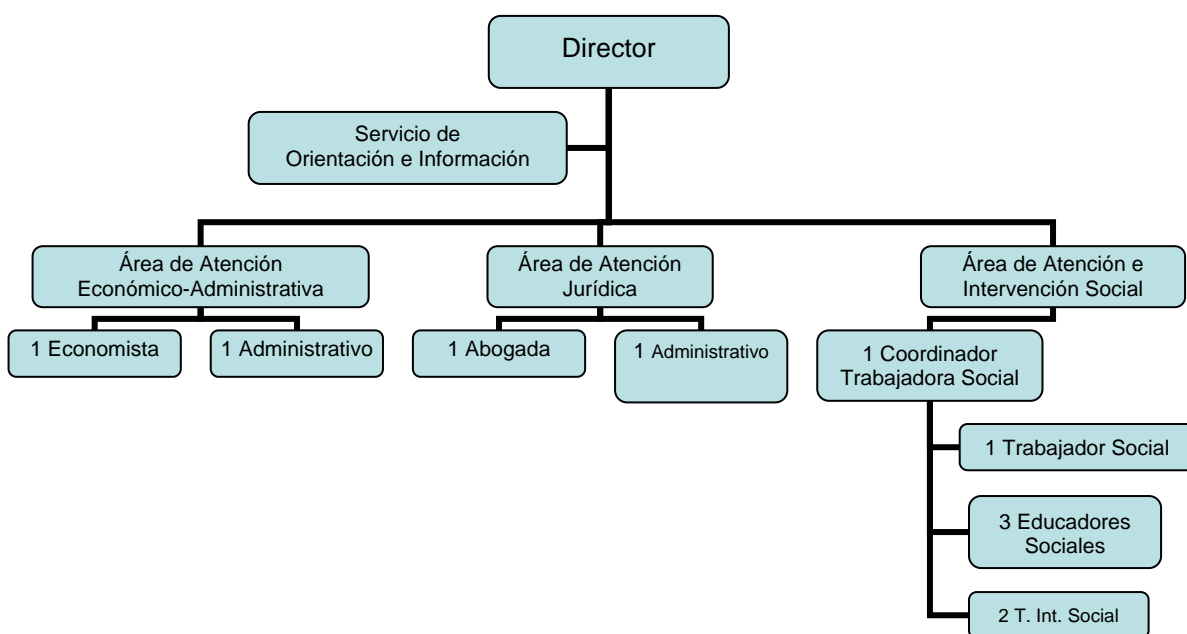 Director
Servicio de
Orientación e Información
Área de Atención
Económico-Administrativa
Área de Atención
Jurídica
Área de Atención e
Intervención Social
1 Economista
1 Administrativo
1 Abogada
1 Administrativo
1 Coordinador
Trabajadora Social
1 Trabajador Social
3 Educadores
Sociales
2 T. Int. Social